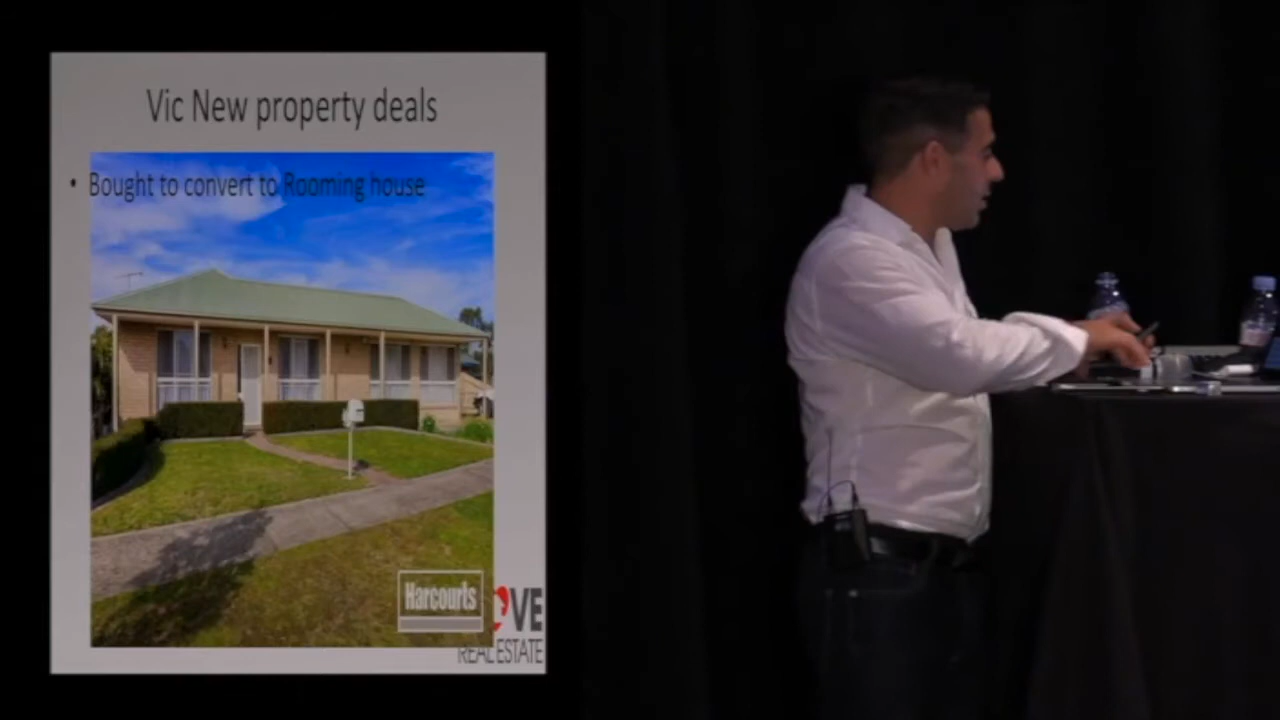 Vic New property deals
• Bought to convert to Rooming house
Harcourts
REAL ESTATE